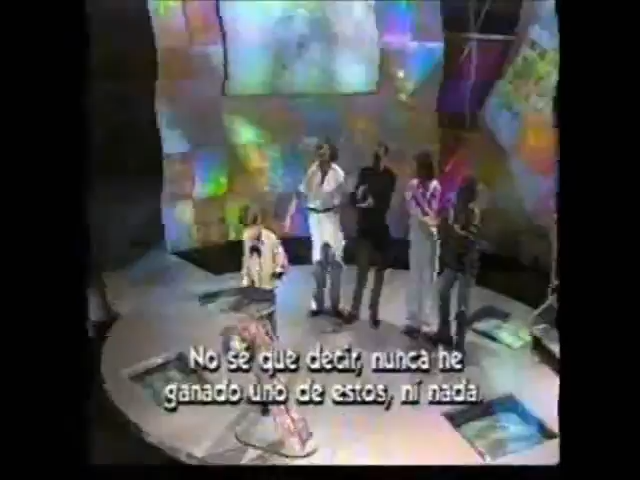 No sé que decir, nunca he
ganado uno de estos, ni nada.